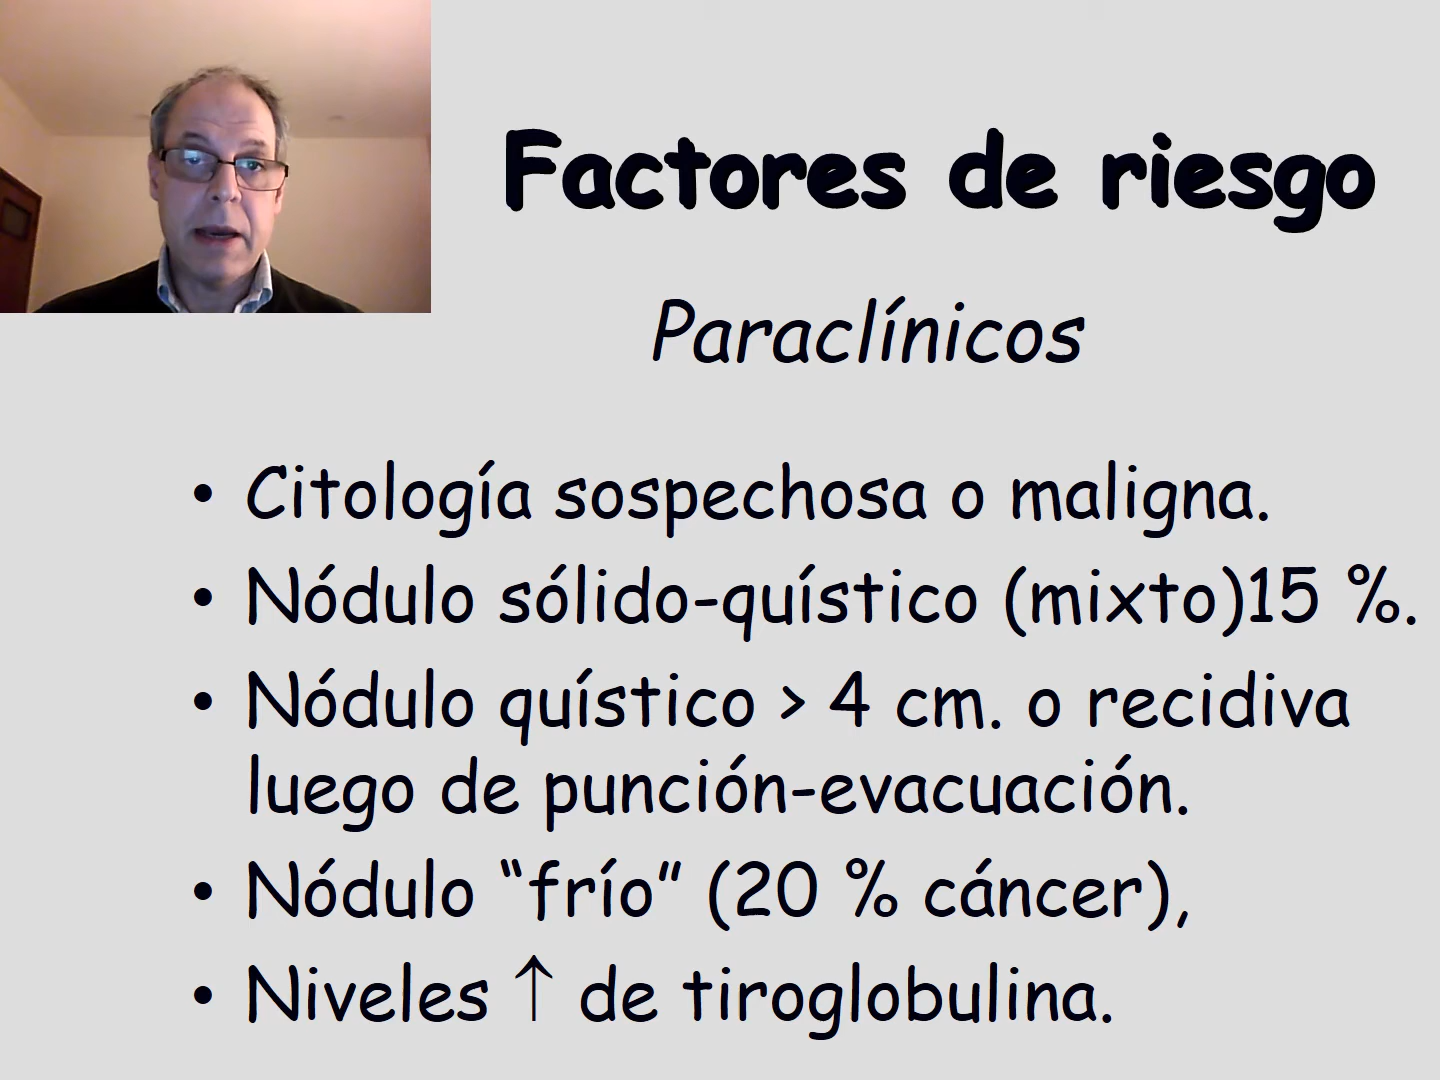 Factores de riesgo
Paraclínicos
• Citología sospechosa o maligna.
• Nódulo sólido-quístico (mixto)15 %.
• Nódulo quístico > 4 cm. o recidiva
luego de punción-evacuación.
• Nódulo “frío” (20 % cáncer),
• Niveles ↑ de tiroglobulina.